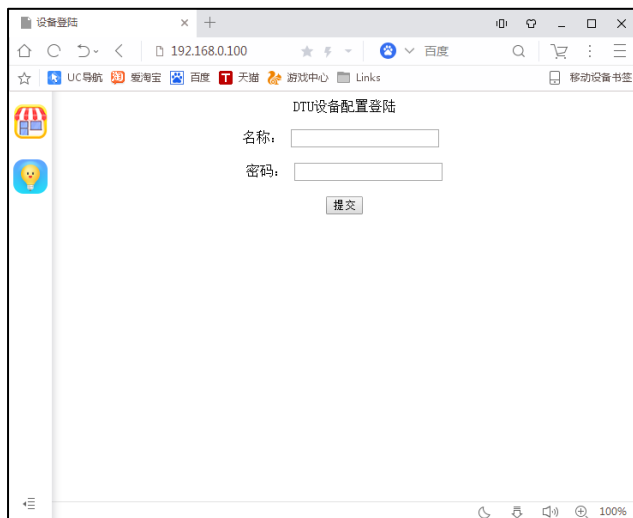 设备登陆
192.168.0.100 百度
UC导航 爱淘宝 百度 天猫 游戏中心 Links 移动设备书签
DTU设备配置登陆
名称：
密码：
提交
100%